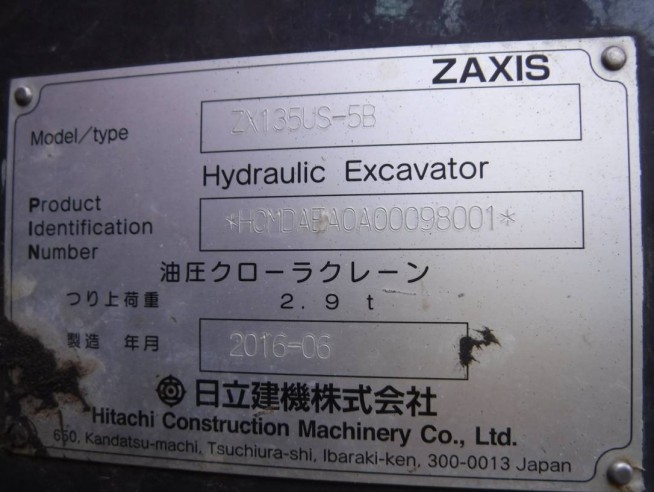 ZAXIS
Model/type ZX135US-5B
Hydraulic Excavator
Product
Identification
Number
*HCMDAEA0A00098001*
油圧クローラクレーン
つり上荷重 2.9 t
製造 年月 2016-06
日立建機株式会社
Hitachi Construction Machinery Co., Ltd.
650, Kandatsu-machi, Tsuchiura-shi, Ibaraki-ken, 300-0013 Japan